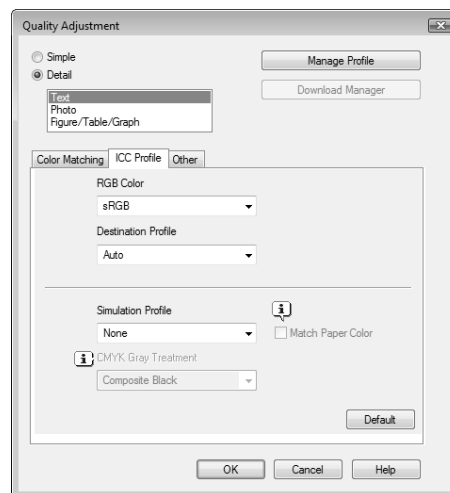 Quality Adjustment
Simple
Manage Profile
Detail
Download Manager
Text
Photo
Figure/Table/Graph
Color Matching ICC Profile Other
RGB Color
sRGB
Destination Profile
Auto
Simulation Profile
None
Match Paper Color
CMYK Gray Treatment
Composite Black
Default
OK Cancel Help